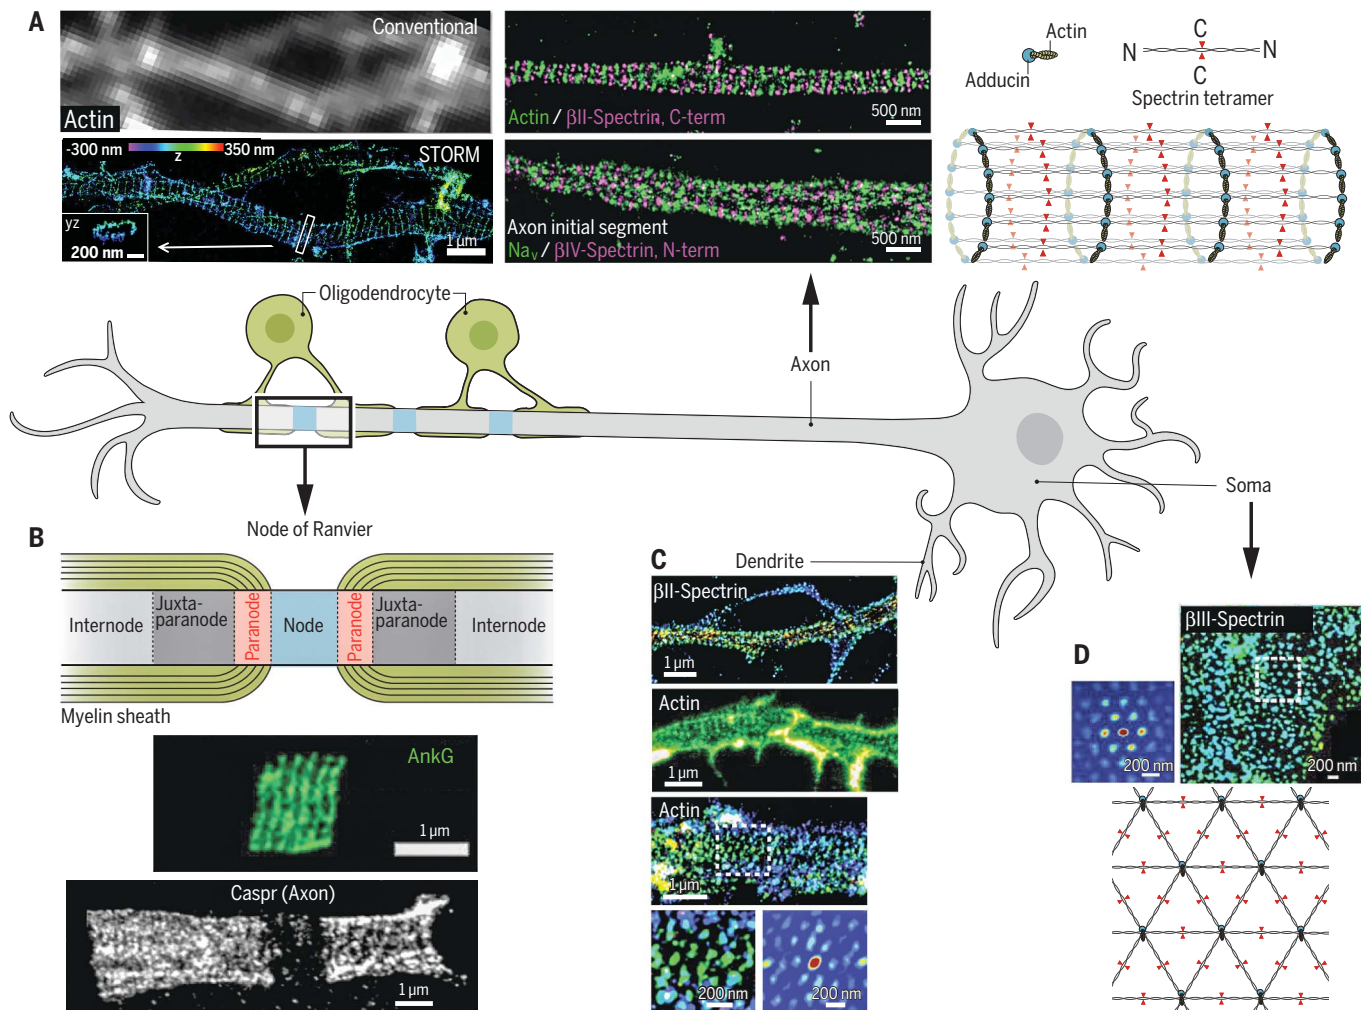 A
Conventional
Actin
-300 nm
z
350 nm
STORM
yz
200 nm
1 µm
Actin / βII-Spectrin, C-term
500 nm
Axon initial segment
Naᵥ / βIV-Spectrin, N-term
500 nm
Actin
Adducin
C
N
N
C
Spectrin tetramer
Oligodendrocyte
Axon
Soma
Node of Ranvier
Dendrite
B
Internode
Juxta-
paranode
Paranode
Node
Paranode
Juxta-
paranode
Internode
Myelin sheath
AnkG
1 µm
Caspr (Axon)
1 µm
C
βII-Spectrin
1 µm
Actin
1 µm
Actin
1 µm
200 nm
200 nm
D
βIII-Spectrin
200 nm
200 nm